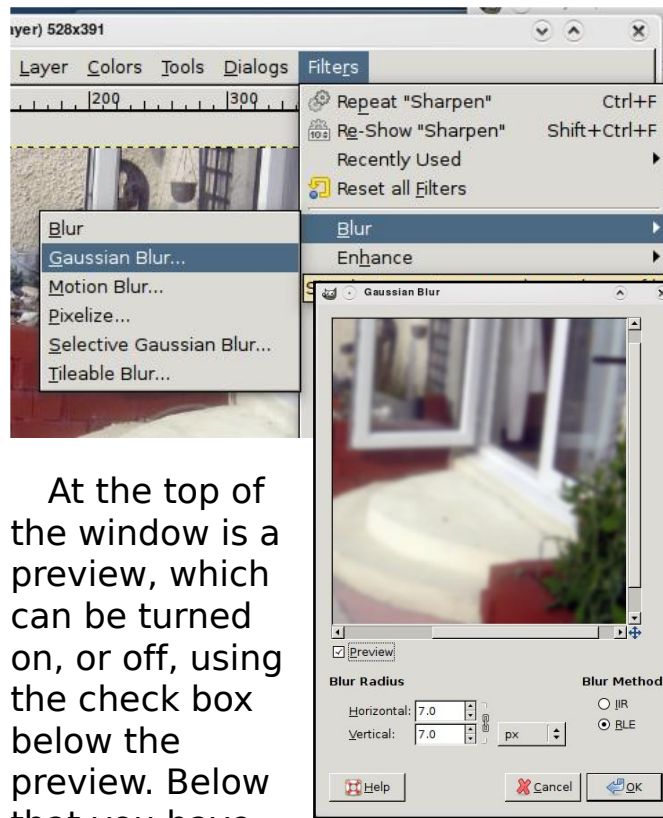 ayer) 528x391
Layer Colors Tools Dialogs Filters
200 300
Repeat "Sharpen" Ctrl+F
Re-Show "Sharpen" Shift+Ctrl+F
Recently Used
Reset all Filters
Blur
Enhance
Blur
Gaussian Blur...
Motion Blur...
Pixelize...
Selective Gaussian Blur...
Tileable Blur...
Gaussian Blur
Preview
Blur Radius
Horizontal: 7.0
Vertical: 7.0 px
Blur Method
IIR
RLE
Help Cancel OK
At the top of
the window is a
preview, which
can be turned
on, or off, using
the check box
below the
preview. Below
that you have